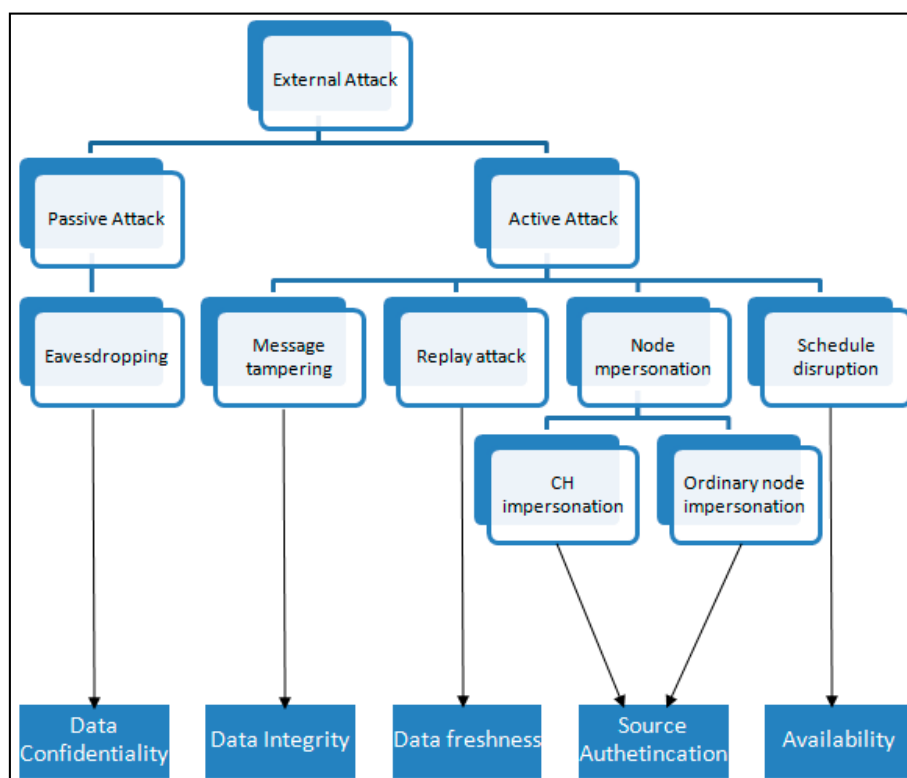 External Attack
Passive Attack
Active Attack
Eavesdropping
Message
tampering
Replay attack
Node
mpersonation
Schedule
disruption
CH
impersonation
Ordinary node
impersonation
Data
Confidentiality
Data Integrity
Data freshness
Source
Authetincation
Availability